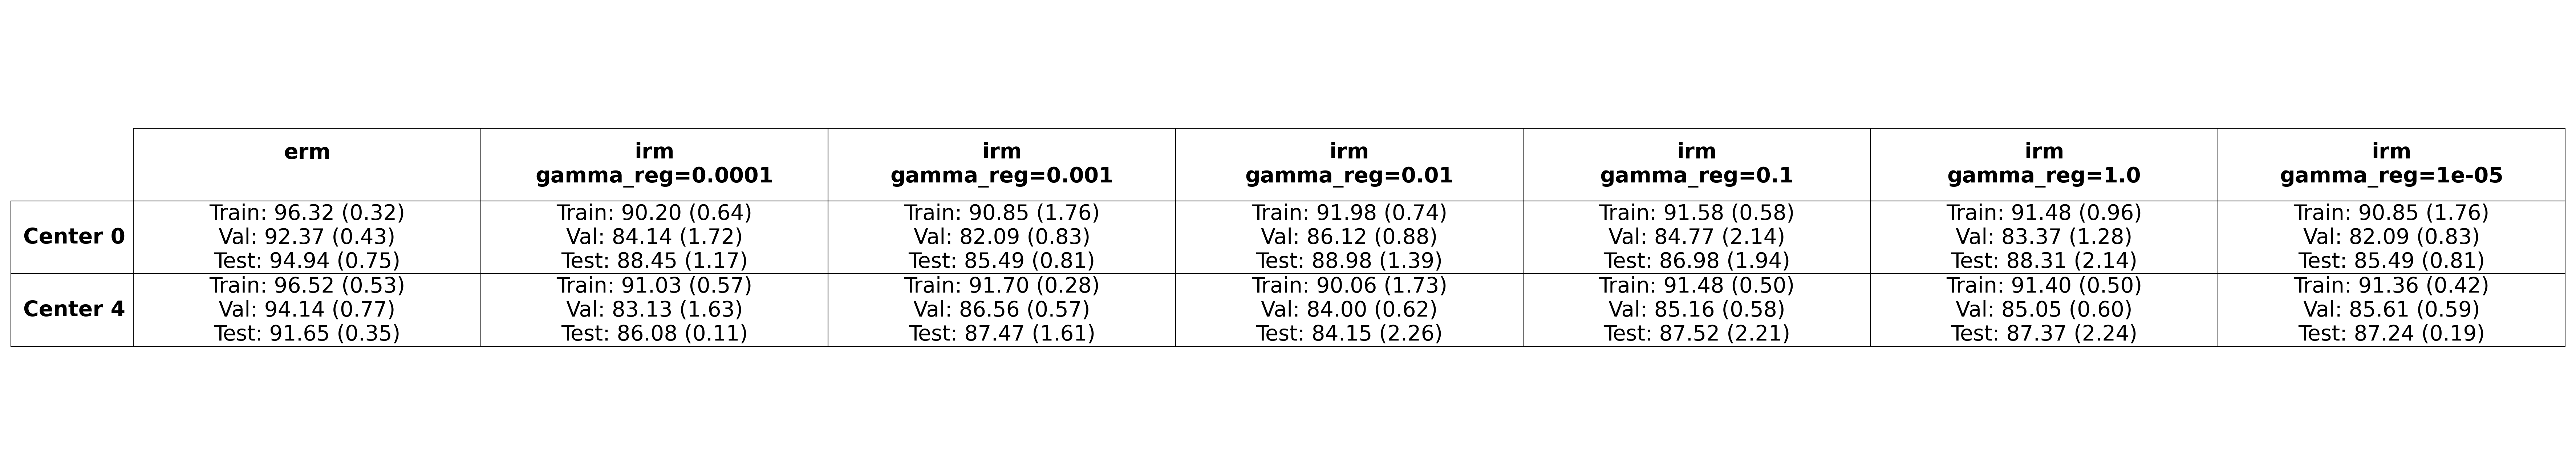 erm
irm
gamma_reg=0.0001
irm
gamma_reg=0.001
irm
gamma_reg=0.01
irm
gamma_reg=0.1
irm
gamma_reg=1.0
irm
gamma_reg=1e-05
Center 0
Train: 96.32 (0.32)
Val: 92.37 (0.43)
Test: 94.94 (0.75)
Train: 90.20 (0.64)
Val: 84.14 (1.72)
Test: 88.45 (1.17)
Train: 90.85 (1.76)
Val: 82.09 (0.83)
Test: 85.49 (0.81)
Train: 91.98 (0.74)
Val: 86.12 (0.88)
Test: 88.98 (1.39)
Train: 91.58 (0.58)
Val: 84.77 (2.14)
Test: 86.98 (1.94)
Train: 91.48 (0.96)
Val: 83.37 (1.28)
Test: 88.31 (2.14)
Train: 90.85 (1.76)
Val: 82.09 (0.83)
Test: 85.49 (0.81)
Center 4
Train: 96.52 (0.53)
Val: 94.14 (0.77)
Test: 91.65 (0.35)
Train: 91.03 (0.57)
Val: 83.13 (1.63)
Test: 86.08 (0.11)
Train: 91.70 (0.28)
Val: 86.56 (0.57)
Test: 87.47 (1.61)
Train: 90.06 (1.73)
Val: 84.00 (0.62)
Test: 84.15 (2.26)
Train: 91.48 (0.50)
Val: 85.16 (0.58)
Test: 87.52 (2.21)
Train: 91.40 (0.50)
Val: 85.05 (0.60)
Test: 87.37 (2.24)
Train: 91.36 (0.42)
Val: 85.61 (0.59)
Test: 87.24 (0.19)